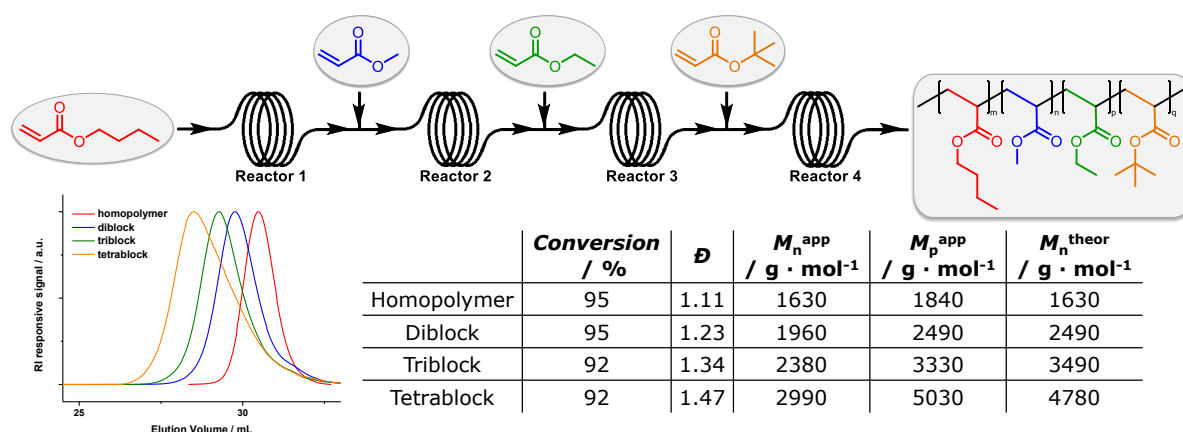 O
O
O
O
O
O
O
O
Reactor 1
Reactor 2
Reactor 3
Reactor 4
m
n
p
q
O
O
O
O
O
O
O
O
homopolymer
diblock
triblock
tetrablock
RI responsive signal / a.u.
25
30
Elution Volume / mL
Conversion / % Đ Mₙᵃᵖᵖ / g · mol⁻¹ Mₚᵃᵖᵖ / g · mol⁻¹ Mₙᵗʰᵉᵒʳ / g · mol⁻¹
Homopolymer 95 1.11 1630 1840 1630
Diblock 95 1.23 1960 2490 2490
Triblock 92 1.34 2380 3330 3490
Tetrablock 92 1.47 2990 5030 4780